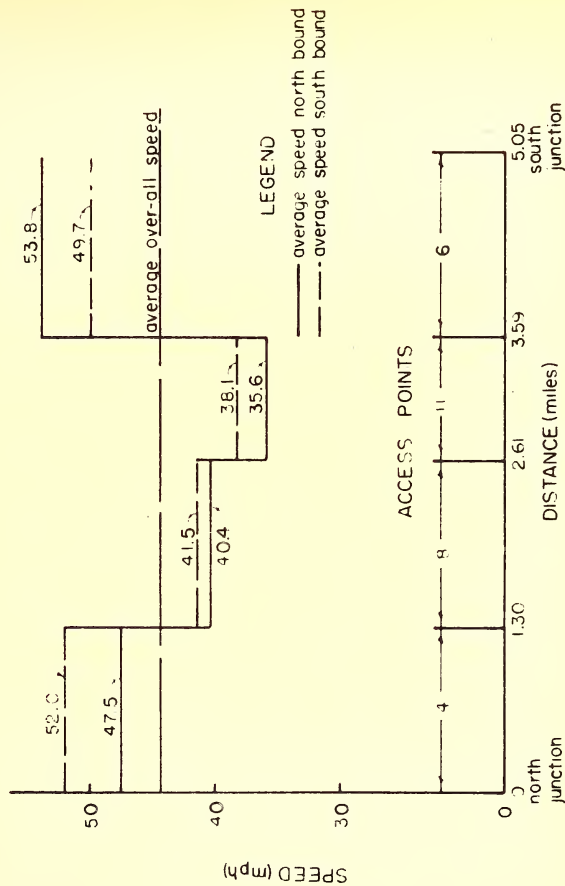 53.8
49.7
average over-all speed
52.0
47.5
41.5
40.4
38.1
35.6
LEGEND
average speed north bound
average speed south bound
50
40
30
0
SPEED (mph)
ACCESS POINTS
4
8
11
6
0
1.30
2.61
3.59
5.05
north
junction
south
junction
DISTANCE (miles)